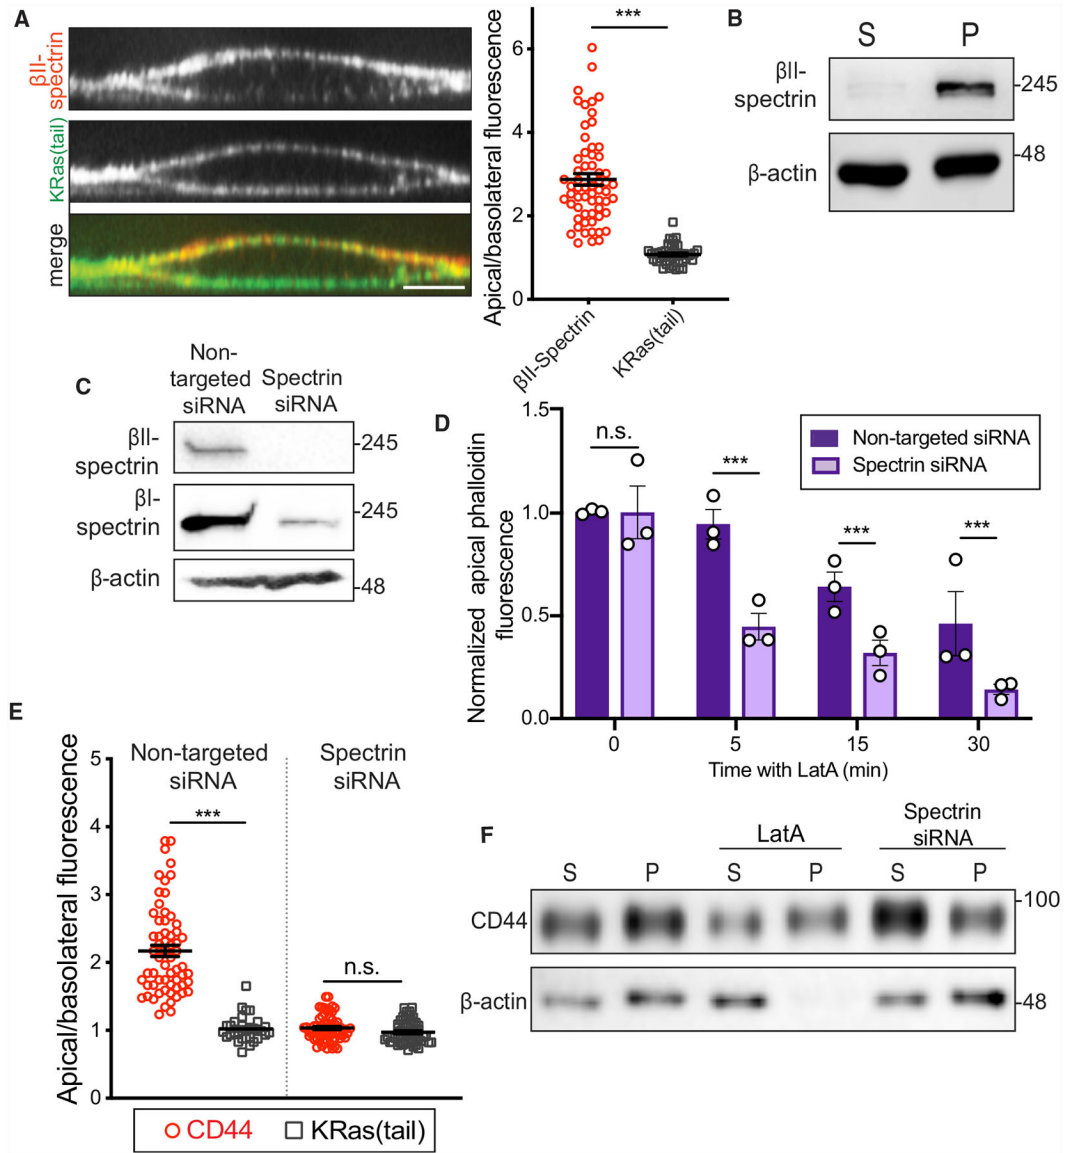 A
βII-
spectrin
KRas(tail)
merge
Apical/basolateral fluorescence
6
4
2
0
***
βII-Spectrin
KRas(tail)
B
S
P
βII-
spectrin
-245
β-actin
-48
C
Non-
targeted
siRNA
Spectrin
siRNA
βII-
spectrin
-245
βI-
spectrin
-245
β-actin
-48
D
Normalized apical phalloidin
fluorescence
1.5
1.0
0.5
0.0
n.s.
***
***
***
Non-targeted siRNA
Spectrin siRNA
0
5
15
30
Time with LatA (min)
E
Apical/basolateral fluorescence
5
4
3
2
1
0
Non-targeted
siRNA
Spectrin
siRNA
***
n.s.
CD44
KRas(tail)
F
LatA
Spectrin
siRNA
S
P
S
P
S
P
CD44
-100
β-actin
-48